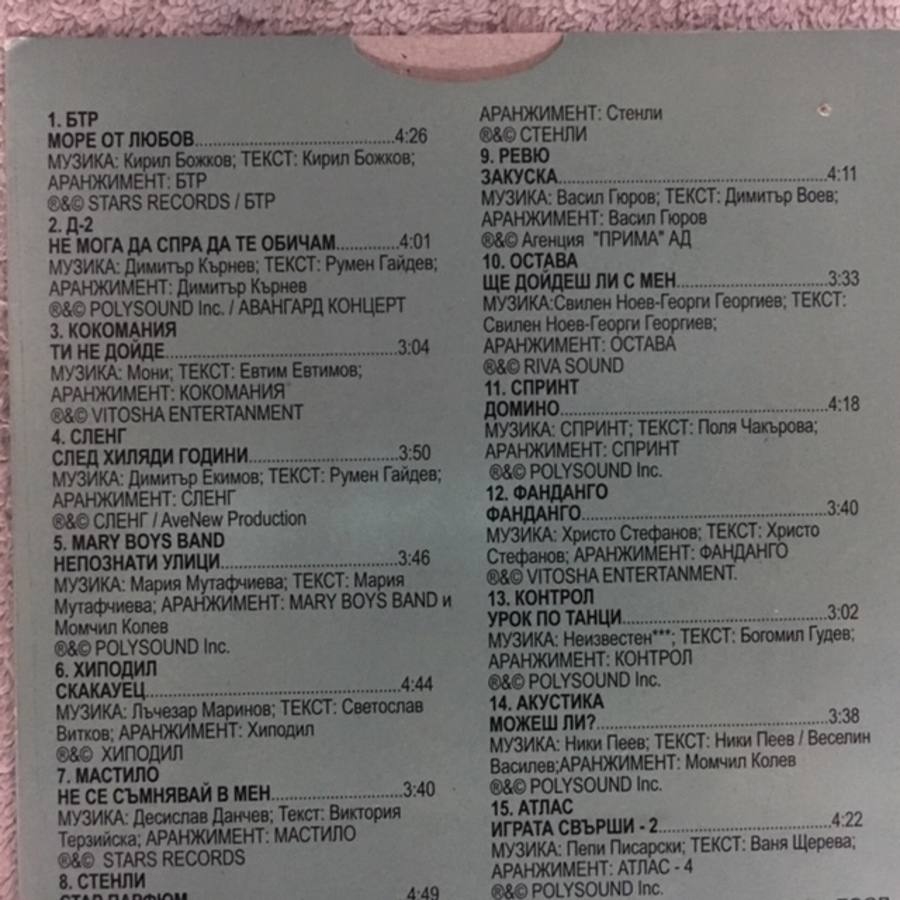 1. БТР
МОРЕ ОТ ЛЮБОВ..............................4:26
МУЗИКА: Кирил Божков; ТЕКСТ: Кирил Божков;
АРАНЖИМЕНТ: БТР
®&© STARS RECORDS / БТР
2. Д-2
НЕ МОГА ДА СПРА ДА ТЕ ОБИЧАМ.............4:01
МУЗИКА: Димитър Кърнев; ТЕКСТ: Румен Гайдев;
АРАНЖИМЕНТ: Димитър Кърнев
®&© POLYSOUND Inc. / АВАНГАРД КОНЦЕРТ
3. КОКОМАНИЯ
ТИ НЕ ДОЙДЕ...................................3:04
МУЗИКА: Мони; ТЕКСТ: Евтим Евтимов;
АРАНЖИМЕНТ: КОКОМАНИЯ
®&© VITOSHA ENTERTANMENT
4. СЛЕНГ
СЛЕД ХИЛЯДИ ГОДИНИ......................3:50
МУЗИКА: Димитър Екимов; ТЕКСТ: Румен Гайдев;
АРАНЖИМЕНТ: СЛЕНГ
®&© СЛЕНГ / AveNew Production
5. MARY BOYS BAND
НЕПОЗНАТИ УЛИЦИ..........................3:46
МУЗИКА: Мария Мутафчиева; ТЕКСТ: Мария
Мутафчиева; АРАНЖИМЕНТ: MARY BOYS BAND и
Момчил Колев
®&© POLYSOUND Inc.
6. ХИПОДИЛ
СКАКАУЕЦ......................................4:44
МУЗИКА: Лъчезар Маринов; ТЕКСТ: Светослав
Витков; АРАНЖИМЕНТ: Хиподил
®&© ХИПОДИЛ
7. МАСТИЛО
НЕ СЕ СЪМНЯВАЙ В МЕН....................3:40
МУЗИКА: Десислав Данчев; Текст: Виктория
Терзийска; АРАНЖИМЕНТ: МАСТИЛО
®&© STARS RECORDS
8. СТЕНЛИ
STAR ПАРФЮМ 4:49
АРАНЖИМЕНТ: Стенли
®&© СТЕНЛИ
9. РЕВЮ
ЗАКУСКА.......................................4:11
МУЗИКА: Васил Гюров; ТЕКСТ: Димитър Воев;
АРАНЖИМЕНТ: Васил Гюров
®&© Агенция "ПРИМА" АД
10. ОСТАВА
ЩЕ ДОЙДЕШ ЛИ С МЕН......................3:33
МУЗИКА:Свилен Ноев-Георги Георгиев; ТЕКСТ:
Свилен Ноев-Георги Георгиев;
АРАНЖИМЕНТ: ОСТАВА
®&© RIVA SOUND
11. СПРИНТ
ДОМИНО.......................................4:18
МУЗИКА: СПРИНТ; ТЕКСТ: Поля Чакърова;
АРАНЖИМЕНТ: СПРИНТ
®&© POLYSOUND Inc.
12. ФАНДАНГО
ФАНДАНГО.....................................3:40
МУЗИКА: Христо Стефанов; ТЕКСТ: Христо
Стефанов; АРАНЖИМЕНТ: ФАНДАНГО
®&© VITOSHA ENTERTANMENT.
13. КОНТРОЛ
УРОК ПО ТАНЦИ..............................3:02
МУЗИКА: Неизвестен***; ТЕКСТ: Богомил Гудев;
АРАНЖИМЕНТ: КОНТРОЛ
®&© POLYSOUND Inc.
14. АКУСТИКА
МОЖЕШ ЛИ?...................................3:38
МУЗИКА: Ники Пеев; ТЕКСТ: Ники Пеев / Веселин
Василев;АРАНЖИМЕНТ: Момчил Колев
®&© POLYSOUND Inc.
15. АТЛАС
ИГРАТА СВЪРШИ - 2..........................4:22
МУЗИКА: Пепи Писарски; ТЕКСТ: Ваня Щерева;
АРАНЖИМЕНТ: АТЛАС - 4
®&© POLYSOUND Inc.